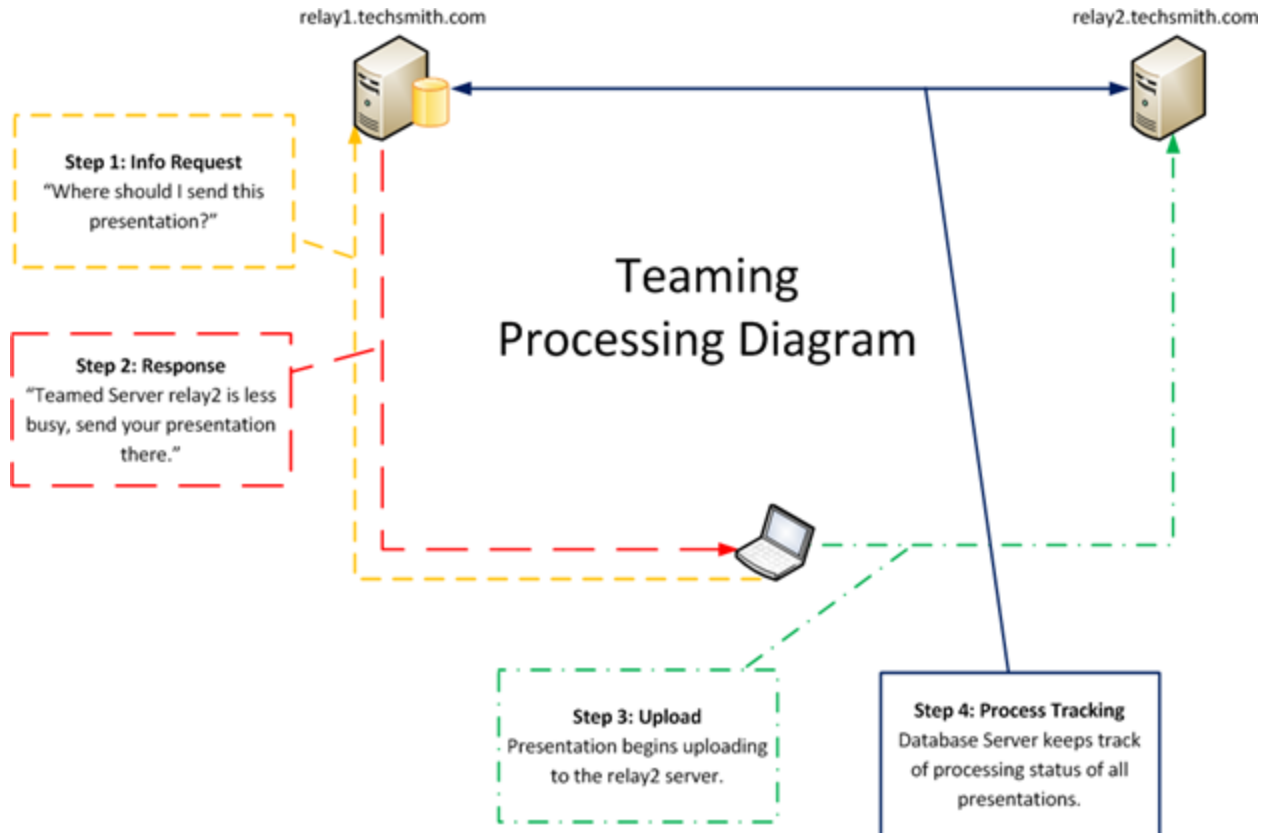 relay1.techsmith.com
relay2.techsmith.com
Step 1: Info Request
“Where should I send this
presentation?”
Teaming
Processing Diagram
Step 2: Response
“Teamed Server relay2 is less
busy, send your presentation
there.”
Step 3: Upload
Presentation begins uploading
to the relay2 server.
Step 4: Process Tracking
Database Server keeps track
of processing status of all
presentations.